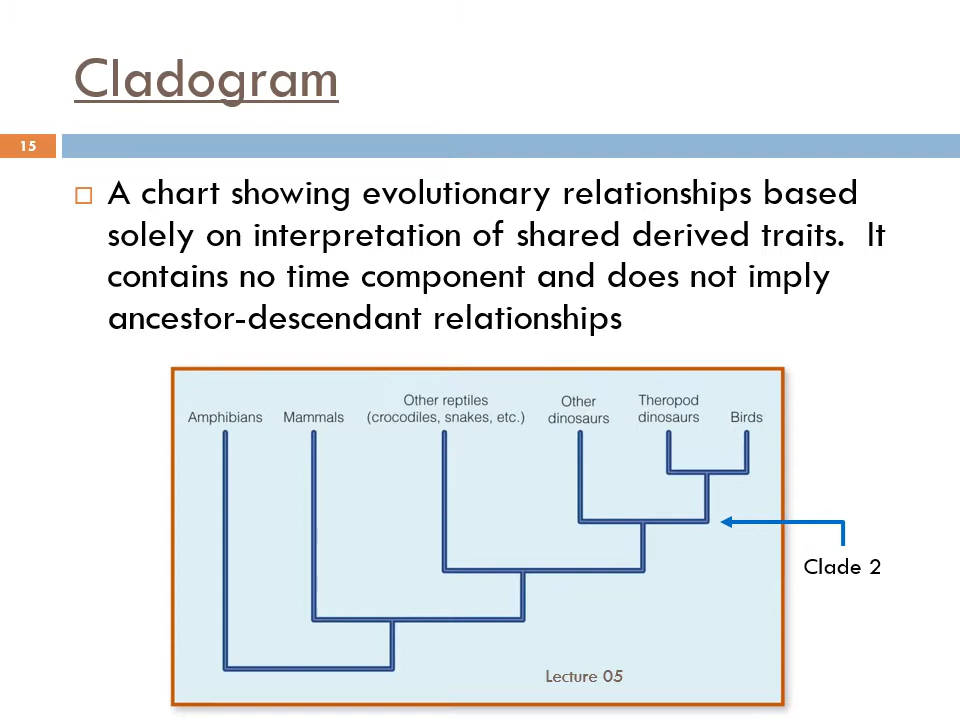 Cladogram
15
A chart showing evolutionary relationships based
solely on interpretation of shared derived traits.  It
contains no time component and does not imply
ancestor-descendant relationships
Amphibians
Mammals
Other reptiles
(crocodiles, snakes, etc.)
Other
dinosaurs
Theropod
dinosaurs
Birds
Clade 2
Lecture 05